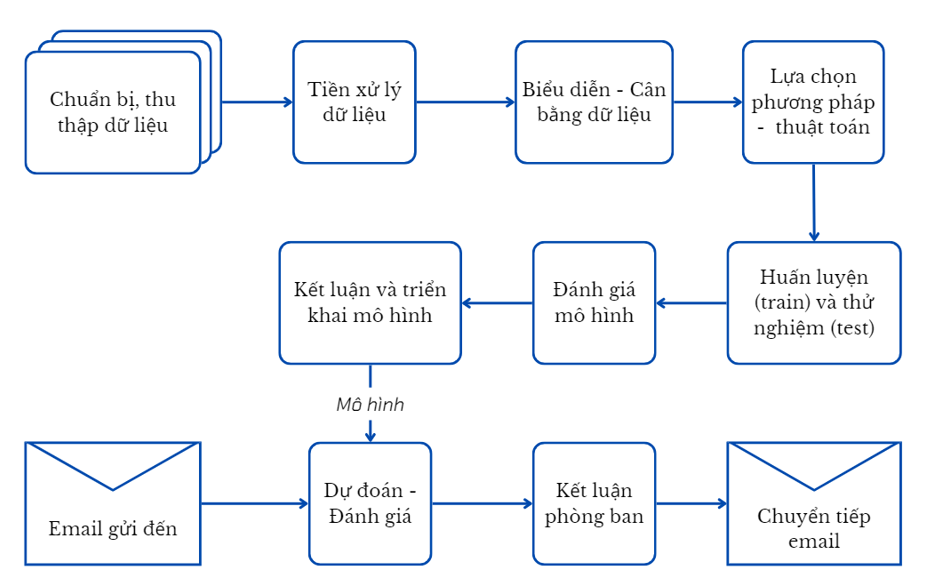 Chuẩn bị, thu
thập dữ liệu
Tiền xử lý
dữ liệu
Biểu diễn - Cân
bằng dữ liệu
Lựa chọn
phương pháp
- thuật toán
Huấn luyện
(train) và thử
nghiệm (test)
Đánh giá
mô hình
Kết luận và triển
khai mô hình
Mô hình
Email gửi đến
Dự đoán -
Đánh giá
Kết luận
phòng ban
Chuyển tiếp
email